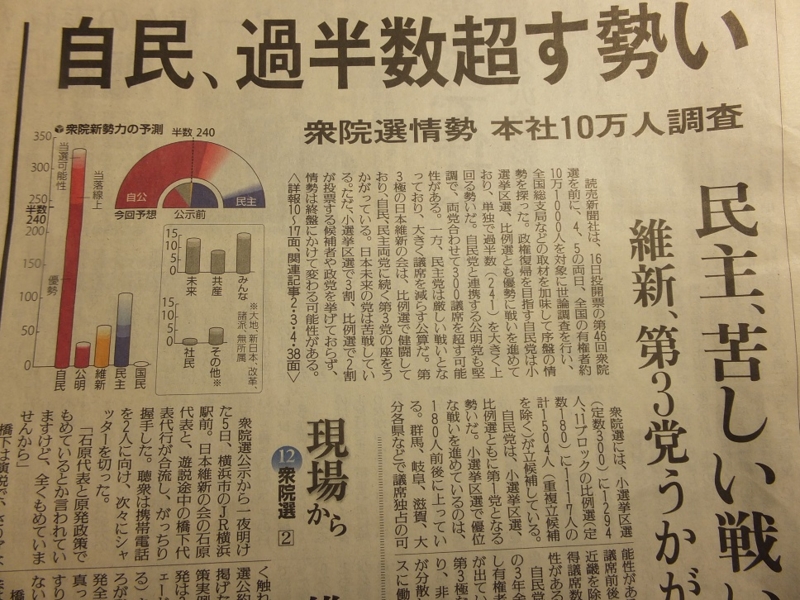 自民、過半数超す勢い
衆院選情勢 本社10万人調査
民主、苦しい戦い
維新、第3党うかが
読売新聞社は、16日投開票の第46回衆院
選を前に、4、5の両日、全国の有権者約
10万1000人を対象に世論調査を行い、
全国総支局などの取材を加味して序盤の情
勢を探った。政権復帰を目指す自民党は小
選挙区選、比例選とも優勢に戦いを進めて
おり、単独で過半数(241)を大きく上
回る勢いだ。自民党と連携する公明党も堅
調で、両党合わせて300議席を超す可能
性がある。一方、民主党は厳しい戦いとな
っており、大きく議席を減らす公算だ。第
3極の日本維新の会は、比例選で健闘して
おり、自民、民主両党に続く第3党の座をう
かがっている。日本未来の党は苦戦してい
る。ただ、小選挙区選で3割、比例選で2割
が投票する候補者や政党を挙げておらず、
情勢は終盤にかけて変わる可能性がある。
〈詳報10~17面、関連記事2・3・4・38面〉
衆院新勢力の予測
半数 240
自公
民主
今回予想
公示前
350
300
250
半数
240
200
150
100
50
0
当選可能性
当落線上
優勢
自民
公明
維新
民主
国民
15
10
5
0
未来
共産
みんな
15
10
5
0
社民
その他※
※大地、新日本、改革、
諸派、無所属
衆院選には、小選挙区選
(定数300)に1294
人、11ブロックの比例選(定
数180)に1117人の
計1504人(重複立候補
を除く)が立候補している。
自民党は、小選挙区選、
比例選ともに第1党となる
勢いだ。小選挙区選で優位
な戦いを進めているのは、
180人前後に上ってい
る。群馬、岐阜、滋賀、大
分各県などで議席独占の可
能性があ
議席前後
近畿を除
得議席数
性がある
自民党
の3年余
し有権者
が出てい
第3極が
り、非
が分散
スに働
現場から
12衆院選
2
衆院選公示から一夜明け
た5日、横浜市のJR横浜
駅前。日本維新の会の石原
代表と、遊説途中の橋下代
表代行が合流し、がっちり
握手した。聴衆は携帯電話
を2人に向け、次々にシャ
ッターを切った。
「石原代表と原発政策で
もめているとか言われてい
ますけど、全くもめていま
せんから」
橋下は演説で、